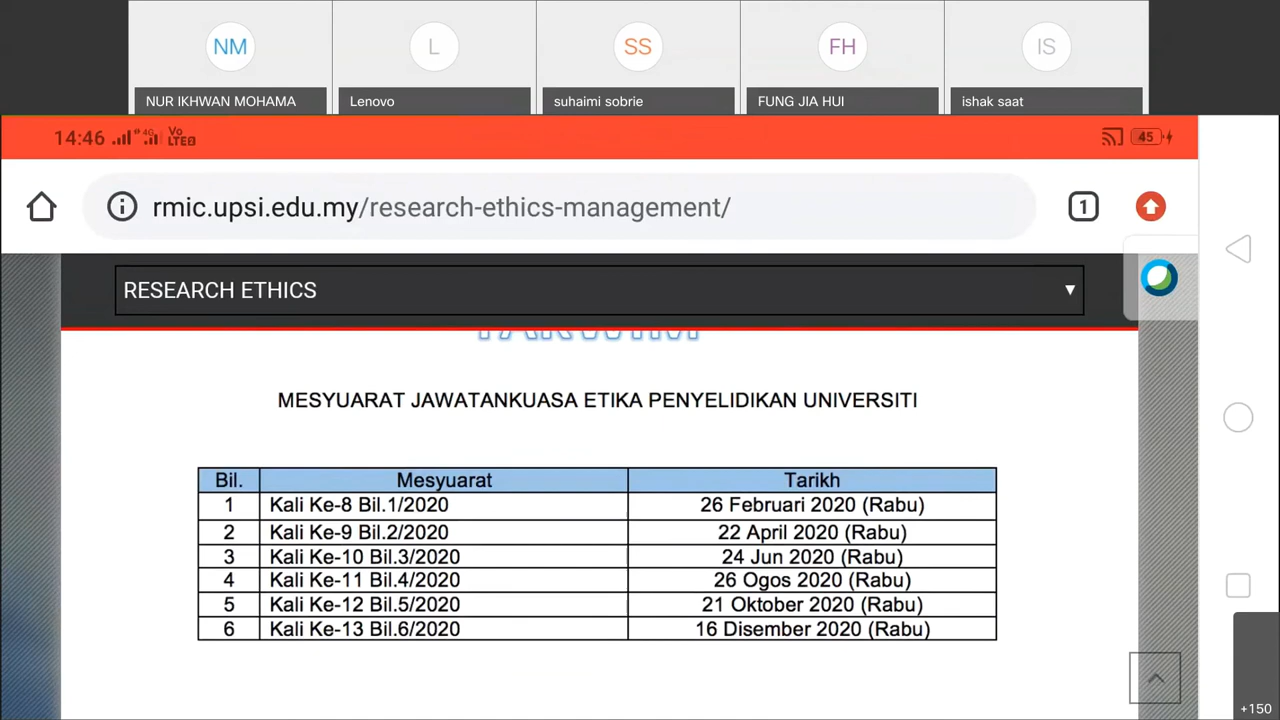 NM L SS FH IS
NUR IKHWAN MOHAMA Lenovo suhaimi sobrie FUNG JIA HUI ishak saat
14:46 4G Vo LTE2 45
rmic.upsi.edu.my/research-ethics-management/ 1
RESEARCH ETHICS
MESYUARAT JAWATANKUASA ETIKA PENYELIDIKAN UNIVERSITI
Bil. Mesyuarat Tarikh
1 Kali Ke-8 Bil.1/2020 26 Februari 2020 (Rabu)
2 Kali Ke-9 Bil.2/2020 22 April 2020 (Rabu)
3 Kali Ke-10 Bil.3/2020 24 Jun 2020 (Rabu)
4 Kali Ke-11 Bil.4/2020 26 Ogos 2020 (Rabu)
5 Kali Ke-12 Bil.5/2020 21 Oktober 2020 (Rabu)
6 Kali Ke-13 Bil.6/2020 16 Disember 2020 (Rabu)
+150